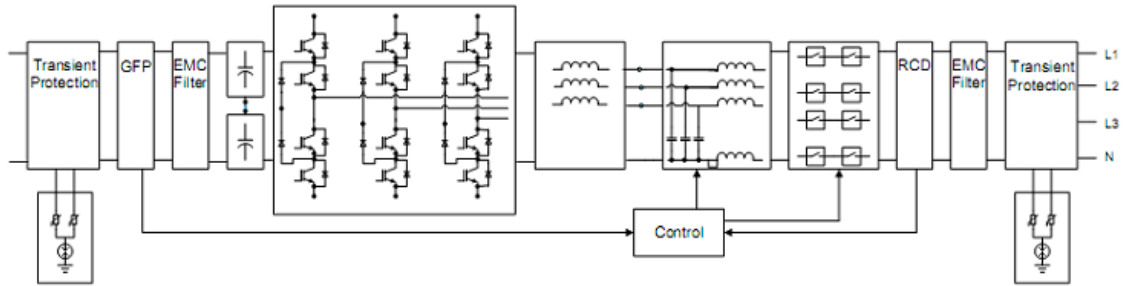 Transient
Protection
GFP
EMC
Filter
RCD
EMC
Filter
Transient
Protection
L1
L2
L3
N
Control